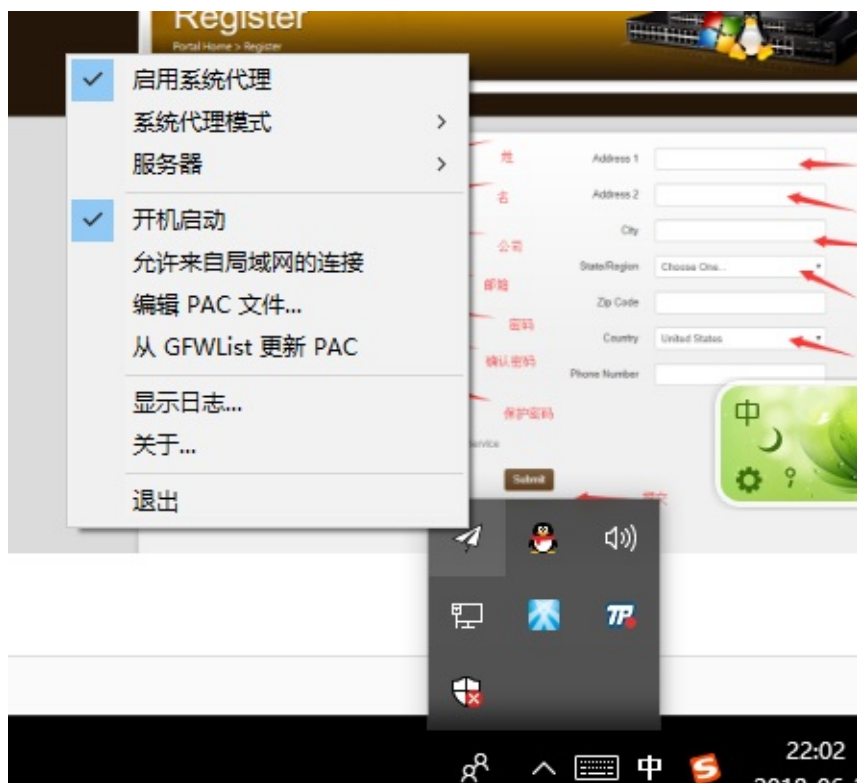 Register
Portal Home > Register
启用系统代理
系统代理模式
服务器
开机启动
允许来自局域网的连接
编辑 PAC 文件...
从 GFWList 更新 PAC
显示日志...
关于...
退出
姓
Address 1
名
Address 2
公司
City
邮箱
State/Region
Choose One...
密码
Zip Code
确认密码
Country
United States
Phone Number
保护密码
中
Submit
TP
中
22:02